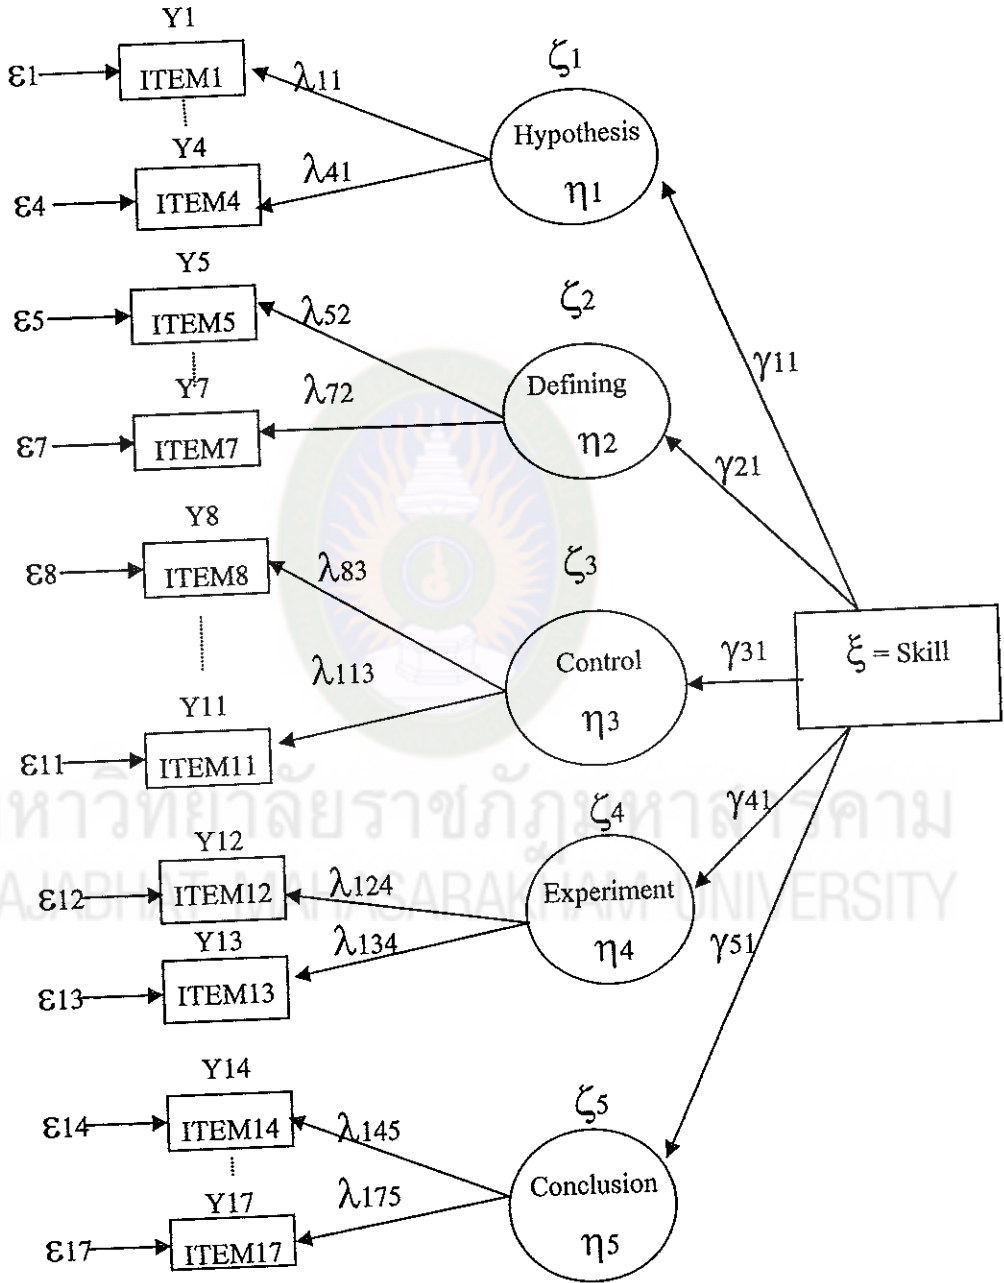 Y1
ζ1
ε1 ITEM1 λ11
Hypothesis
Y4
η1
ε4 ITEM4 λ41
Y5
ζ2
ε5 ITEM5 λ52
γ11
Defining
Y7 λ72
η2
ε7 ITEM7
γ21
Y8
ζ3
ε8 ITEM8 λ83
Control γ31 ξ = Skill
λ113
Y11 η3
ε11 ITEM11
มหาวิทยาลัยราชภัฏมหาสารคาม
γ41
ζ4
Y12
ε12 ITEM12 λ124 Experiment
RAJABHAT MAHASARAKHAM UNIVERSITY
Y13 λ134 η4 γ51
ε13 ITEM13
Y14
ζ5
ε14 ITEM14 λ145
Conclusion
Y17 λ175
η5
ε17 ITEM17